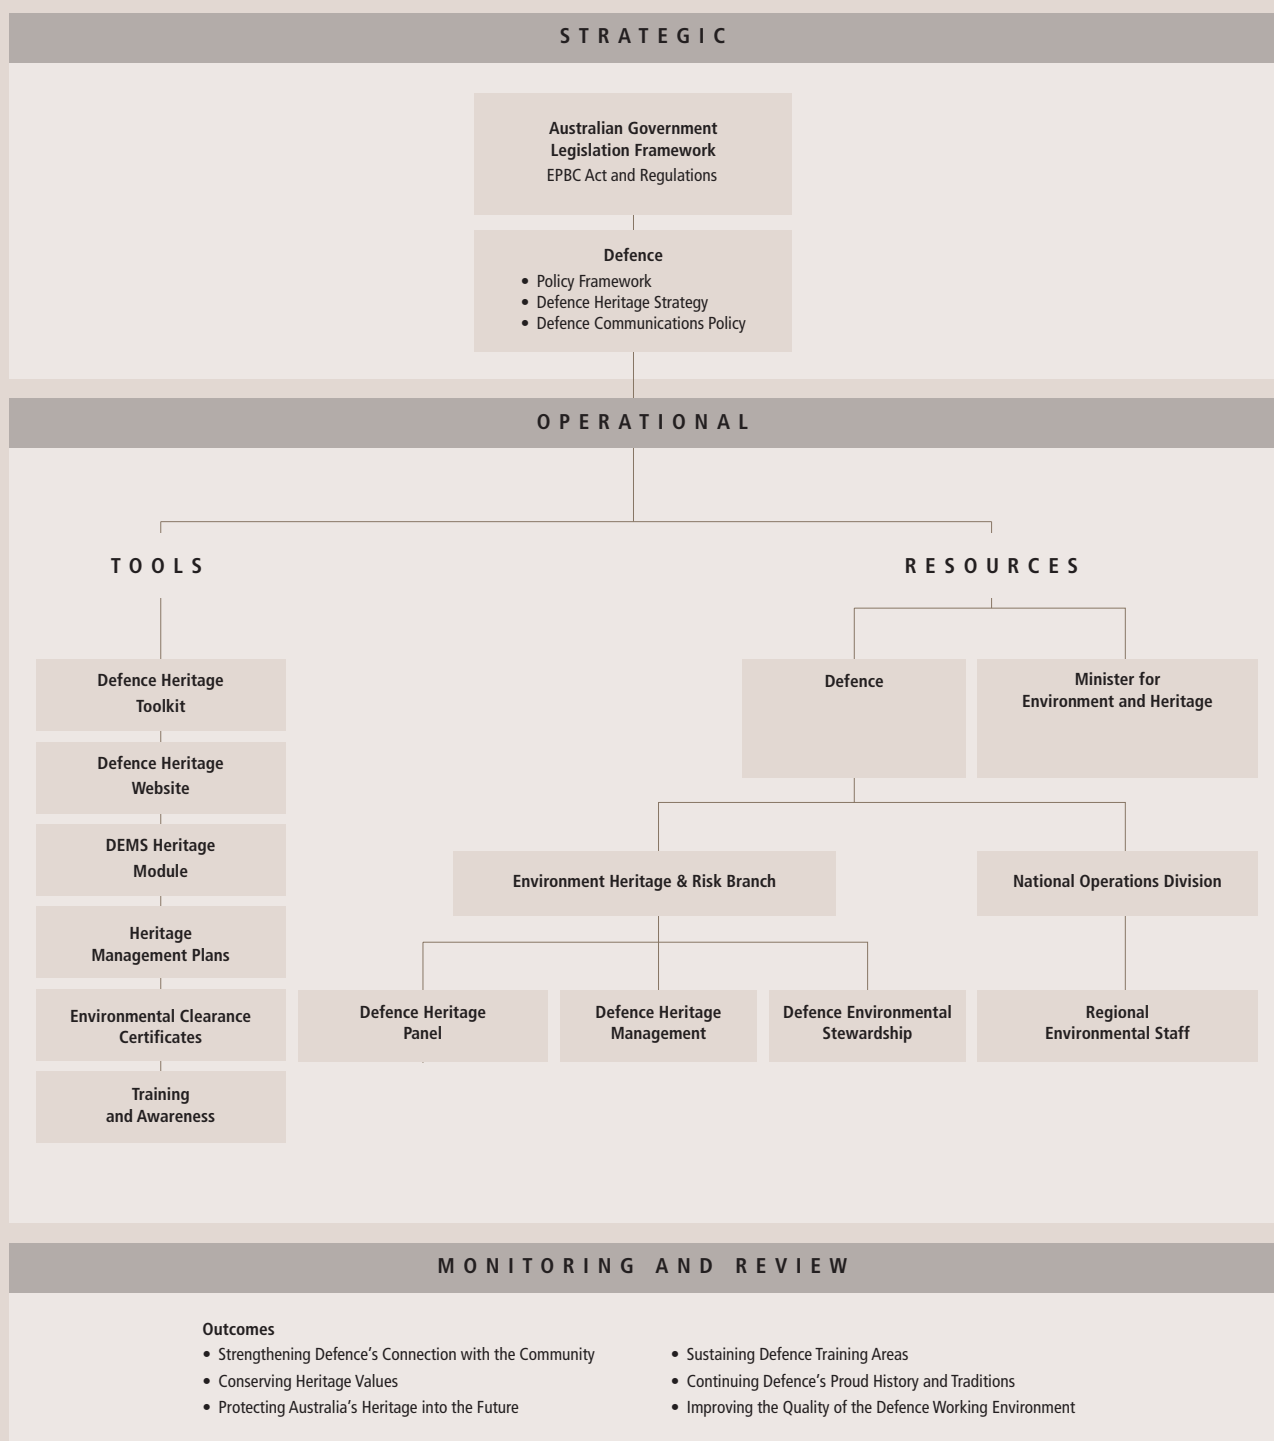 STRATEGIC
Australian Government
Legislation Framework
EPBC Act and Regulations
Defence
• Policy Framework
• Defence Heritage Strategy
• Defence Communications Policy
OPERATIONAL
TOOLS
RESOURCES
Defence Heritage
Toolkit
Defence Heritage
Website
DEMS Heritage
Module
Heritage
Management Plans
Environmental Clearance
Certificates
Training
and Awareness
Defence
Minister for
Environment and Heritage
Environment Heritage & Risk Branch
National Operations Division
Defence Heritage
Panel
Defence Heritage
Management
Defence Environmental
Stewardship
Regional
Environmental Staff
MONITORING AND REVIEW
Outcomes
• Strengthening Defence's Connection with the Community
• Conserving Heritage Values
• Protecting Australia's Heritage into the Future
• Sustaining Defence Training Areas
• Continuing Defence's Proud History and Traditions
• Improving the Quality of the Defence Working Environment